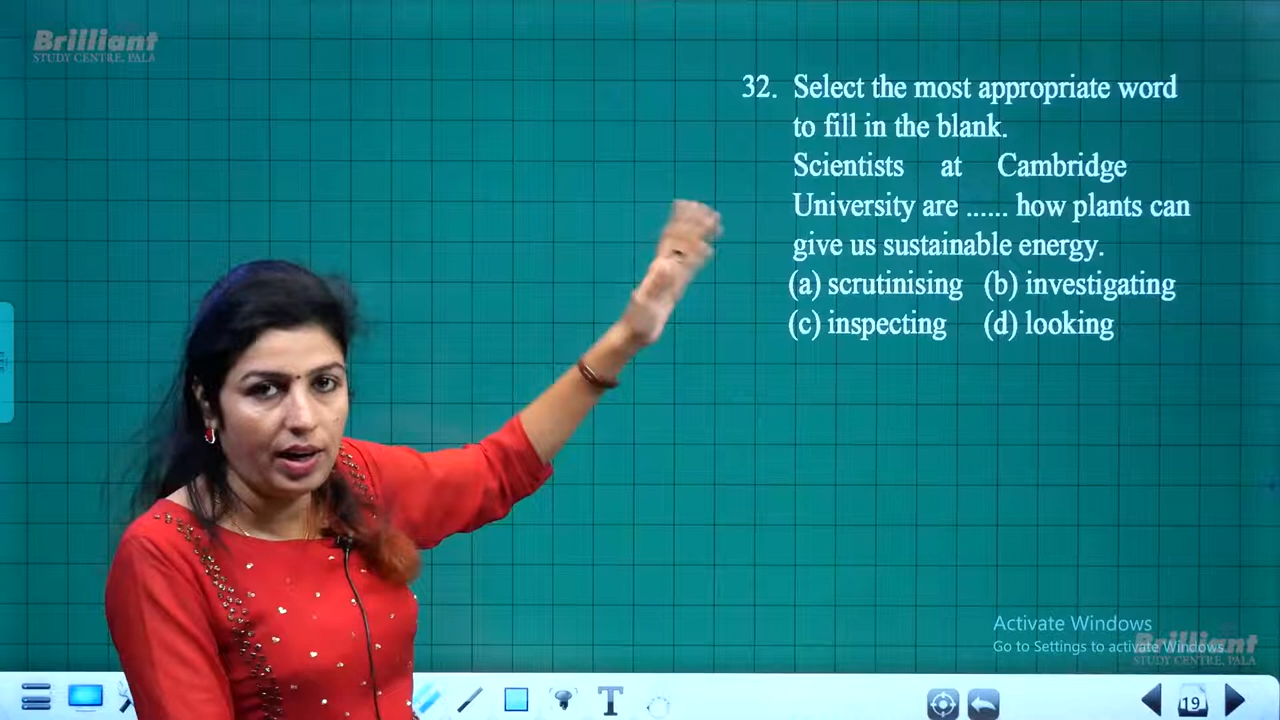 Brilliant
STUDY CENTRE, PALA
32. Select the most appropriate word
to fill in the blank.
Scientists at Cambridge
University are ...... how plants can
give us sustainable energy.
(a) scrutinising (b) investigating
(c) inspecting (d) looking
Activate Windows
Go to Settings to activate Windows.
Brilliant
STUDY CENTRE, PALA
T
19